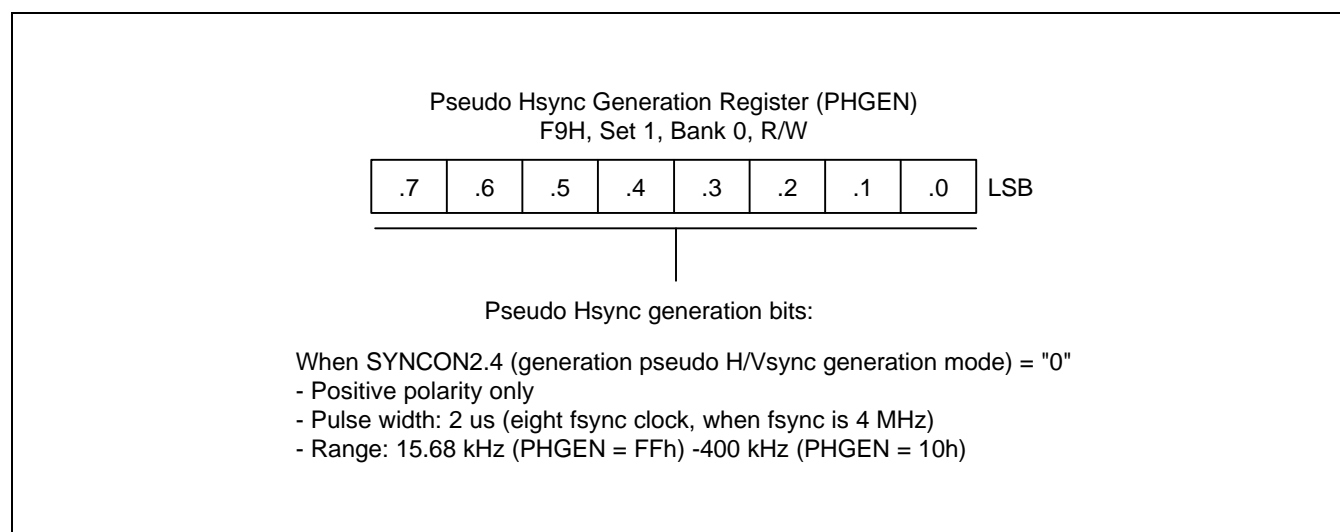 Pseudo Hsync Generation Register (PHGEN)
F9H, Set 1, Bank 0, R/W
.7 .6 .5 .4 .3 .2 .1 .0 LSB
Pseudo Hsync generation bits:
When SYNCON2.4 (generation pseudo H/Vsync generation mode) = "0"
- Positive polarity only
- Pulse width: 2 us (eight fsync clock, when fsync is 4 MHz)
- Range: 15.68 kHz (PHGEN = FFh) -400 kHz (PHGEN = 10h)